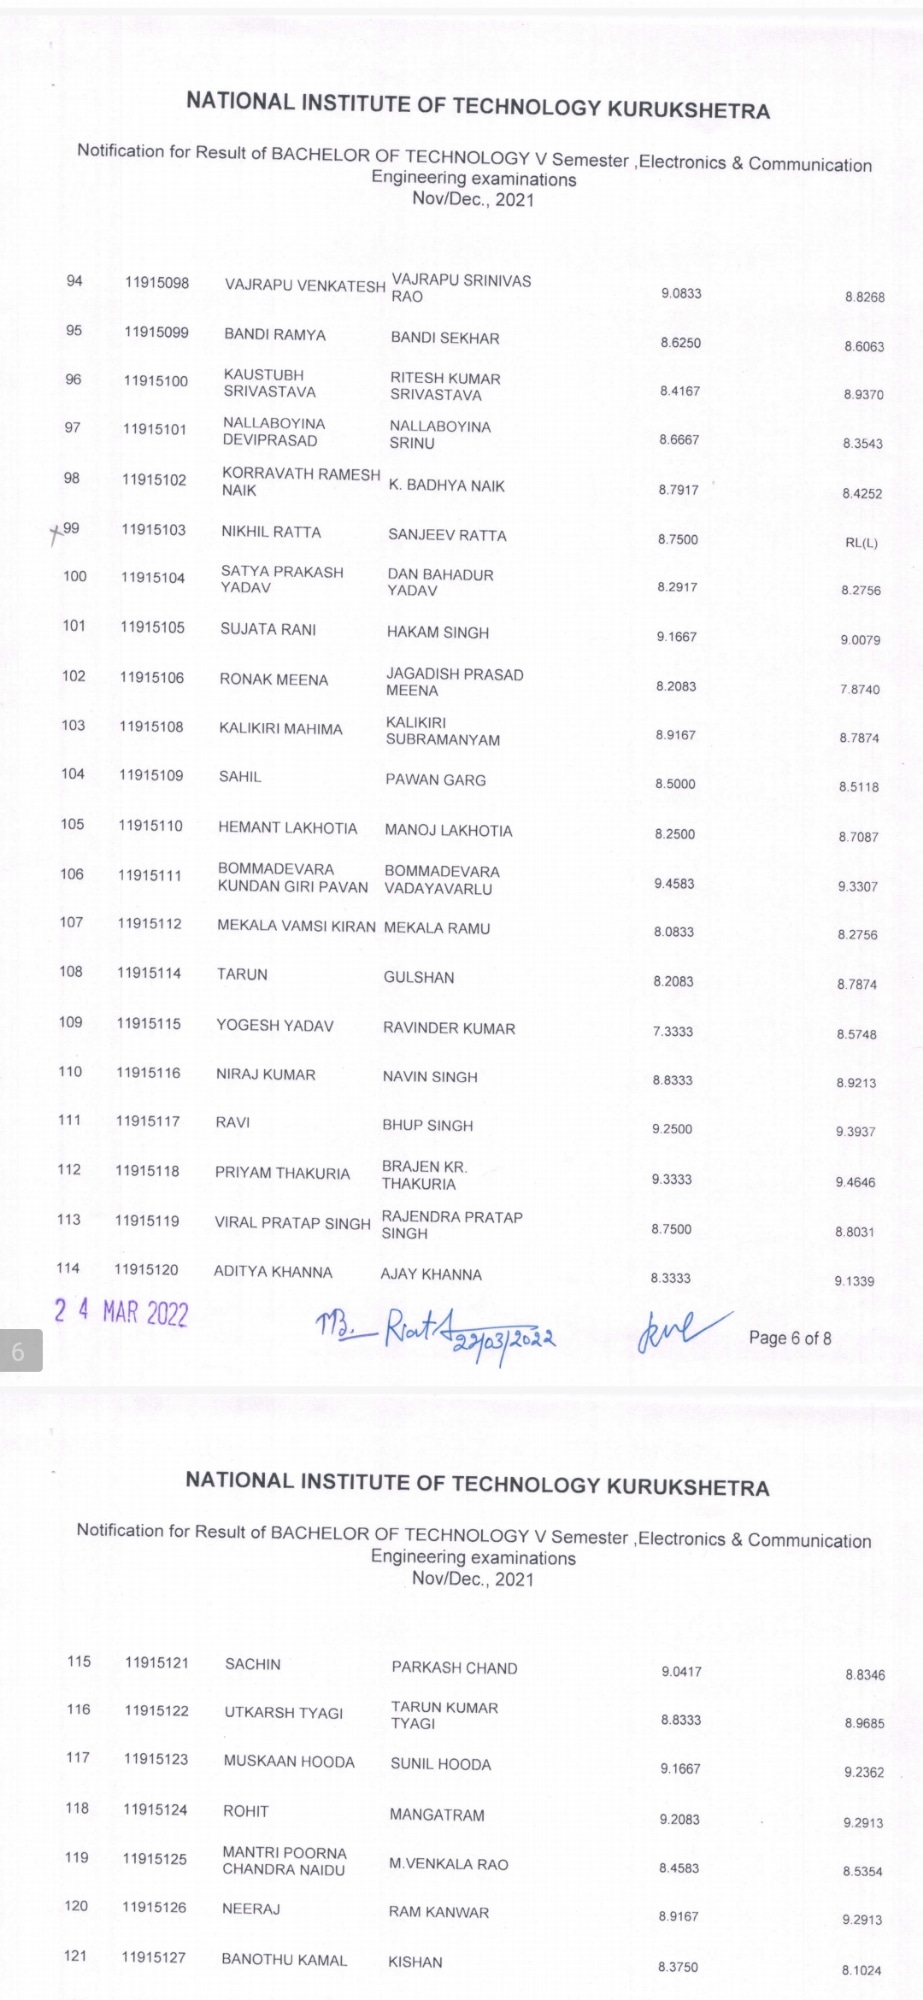 NATIONAL INSTITUTE OF TECHNOLOGY KURUKSHETRA
Notification for Result of BACHELOR OF TECHNOLOGY V Semester ,Electronics & Communication
Engineering examinations
Nov/Dec., 2021
94 11915098 VAJRAPU VENKATESH VAJRAPU SRINIVAS RAO 9.0833 8.8268
95 11915099 BANDI RAMYA BANDI SEKHAR 8.6250 8.6063
96 11915100 KAUSTUBH SRIVASTAVA RITESH KUMAR SRIVASTAVA 8.4167 8.9370
97 11915101 NALLABOYINA DEVIPRASAD NALLABOYINA SRINU 8.6667 8.3543
98 11915102 KORRAVATH RAMESH NAIK K. BADHYA NAIK 8.7917 8.4252
99 11915103 NIKHIL RATTA SANJEEV RATTA 8.7500 RL(L)
100 11915104 SATYA PRAKASH YADAV DAN BAHADUR YADAV 8.2917 8.2756
101 11915105 SUJATA RANI HAKAM SINGH 9.1667 9.0079
102 11915106 RONAK MEENA JAGADISH PRASAD MEENA 8.2083 7.8740
103 11915108 KALIKIRI MAHIMA KALIKIRI SUBRAMANYAM 8.9167 8.7874
104 11915109 SAHIL PAWAN GARG 8.5000 8.5118
105 11915110 HEMANT LAKHOTIA MANOJ LAKHOTIA 8.2500 8.7087
106 11915111 BOMMADEVARA KUNDAN GIRI PAVAN BOMMADEVARA VADAYAVARLU 9.4583 9.3307
107 11915112 MEKALA VAMSI KIRAN MEKALA RAMU 8.0833 8.2756
108 11915114 TARUN GULSHAN 8.2083 8.7874
109 11915115 YOGESH YADAV RAVINDER KUMAR 7.3333 8.5748
110 11915116 NIRAJ KUMAR NAVIN SINGH 8.8333 8.9213
111 11915117 RAVI BHUP SINGH 9.2500 9.3937
112 11915118 PRIYAM THAKURIA BRAJEN KR. THAKURIA 9.3333 9.4646
113 11915119 VIRAL PRATAP SINGH RAJENDRA PRATAP SINGH 8.7500 8.8031
114 11915120 ADITYA KHANNA AJAY KHANNA 8.3333 9.1339
24 MAR 2022
22/03/2022
Page 6 of 8
6
NATIONAL INSTITUTE OF TECHNOLOGY KURUKSHETRA
Notification for Result of BACHELOR OF TECHNOLOGY V Semester ,Electronics & Communication
Engineering examinations
Nov/Dec., 2021
115 11915121 SACHIN PARKASH CHAND 9.0417 8.8346
116 11915122 UTKARSH TYAGI TARUN KUMAR TYAGI 8.8333 8.9685
117 11915123 MUSKAAN HOODA SUNIL HOODA 9.1667 9.2362
118 11915124 ROHIT MANGATRAM 9.2083 9.2913
119 11915125 MANTRI POORNA CHANDRA NAIDU M.VENKALA RAO 8.4583 8.5354
120 11915126 NEERAJ RAM KANWAR 8.9167 9.2913
121 11915127 BANOTHU KAMAL KISHAN 8.3750 8.1024